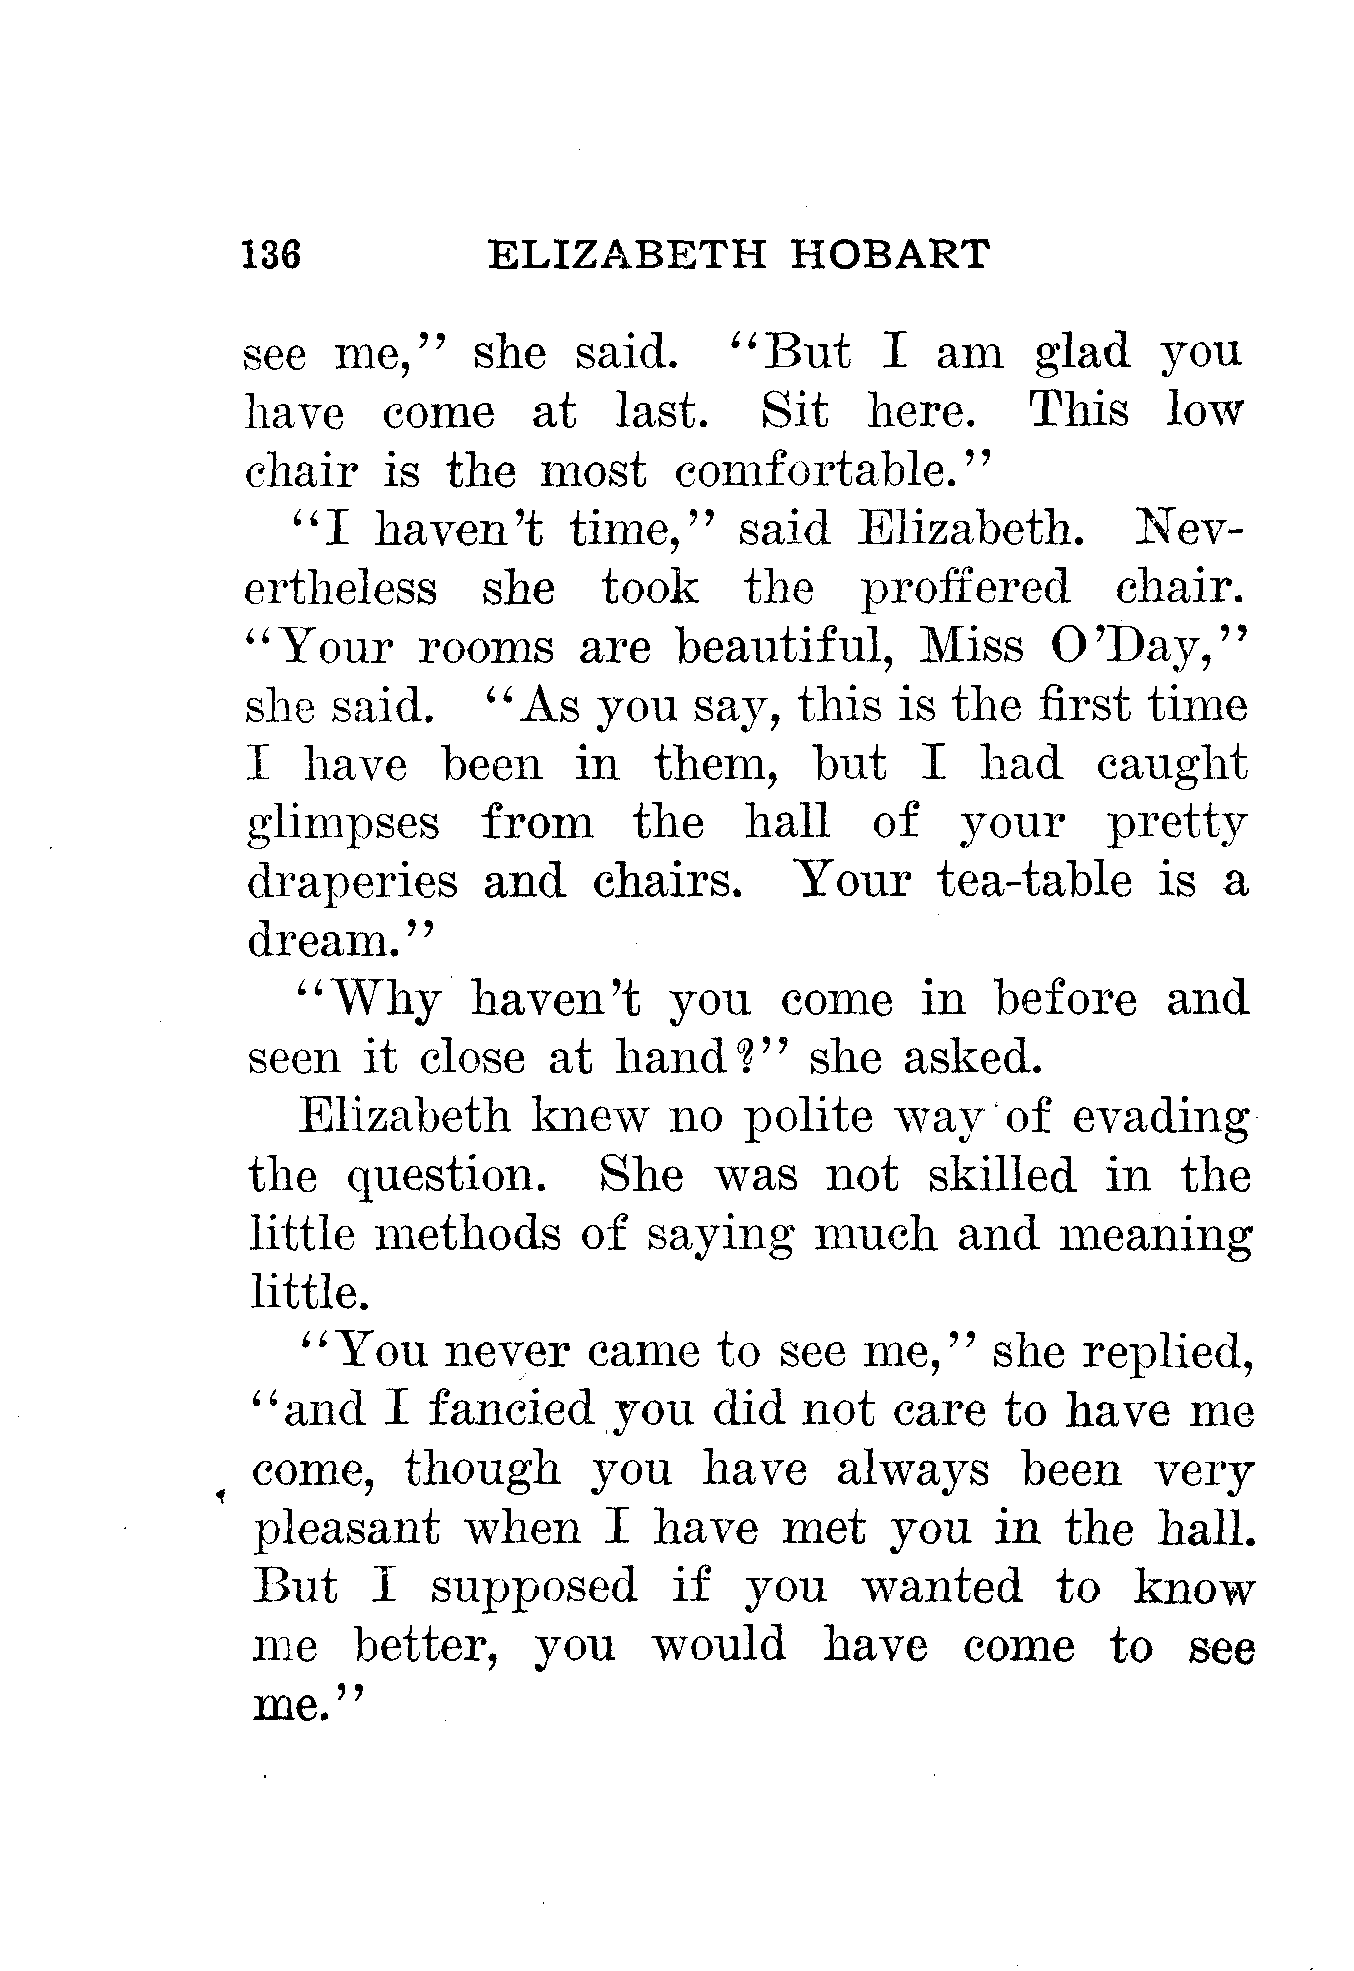 136 ELIZABETH HOBART
see me,'' she said. ''But I am glad you
have come at last. Sit here. This low
chair is the most comfortable.''
''I haven't time,'' said Elizabeth. Nev-
ertheless she took the proffered chair.
''Your rooms are beautiful, Miss O'Day,''
she said. ''As you say, this is the first time
I have been in them, but I had caught
glimpses from the hall of your pretty
draperies and chairs. Your tea-table is a
dream.''
''Why haven't you come in before and
seen it close at hand?'' she asked.
Elizabeth knew no polite way of evading
the question. She was not skilled in the
little methods of saying much and meaning
little.
''You never came to see me,'' she replied,
''and I fancied you did not care to have me
come, though you have always been very
pleasant when I have met you in the hall.
But I supposed if you wanted to know
me better, you would have come to see
me.''